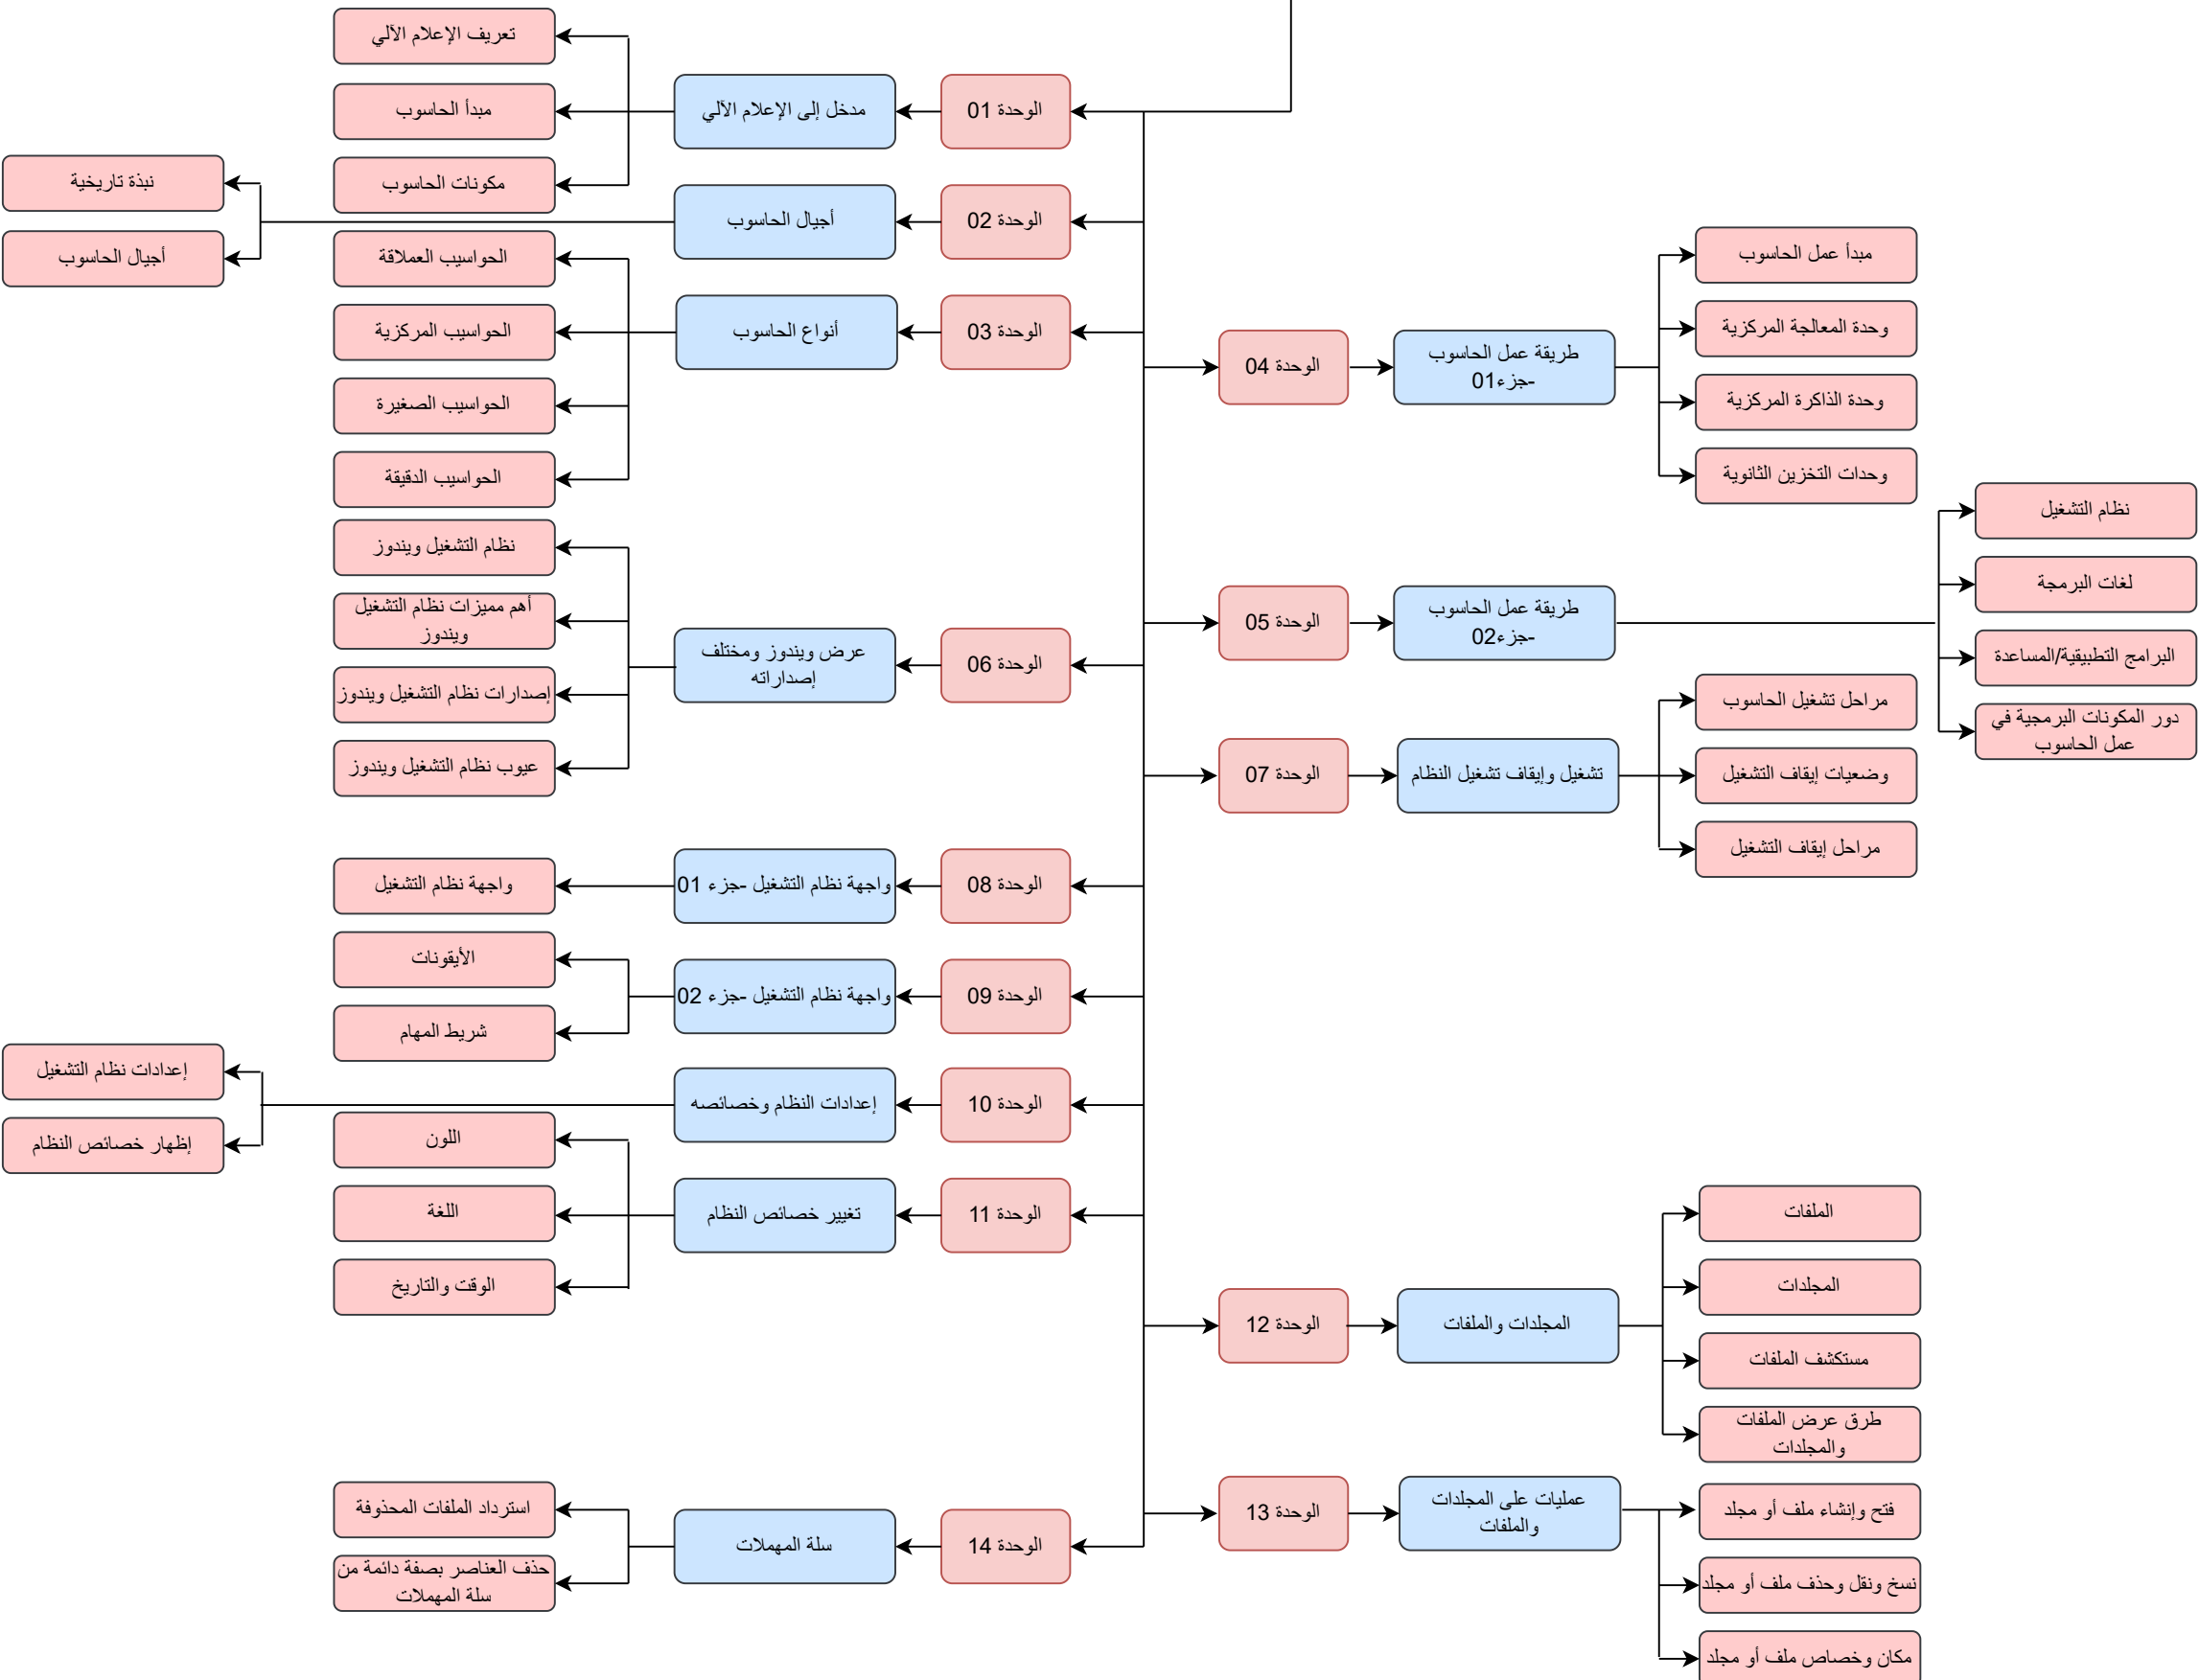 الوحدة 01
مدخل إلى الإعلام الآلي
تعريف الإعلام الآلي
مبدأ الحاسوب
مكونات الحاسوب
الوحدة 02
أجيال الحاسوب
نبذة تاريخية
أجيال الحاسوب
الوحدة 03
أنواع الحاسوب
الحواسيب العملاقة
الحواسيب المركزية
الحواسيب الصغيرة
الحواسيب الدقيقة
الوحدة 04
طريقة عمل الحاسوب
-جزء01
مبدأ عمل الحاسوب
وحدة المعالجة المركزية
وحدة الذاكرة المركزية
وحدات التخزين الثانوية
الوحدة 05
طريقة عمل الحاسوب
-جزء02
نظام التشغيل
لغات البرمجة
البرامج التطبيقية/المساعدة
دور المكونات البرمجية في
عمل الحاسوب
الوحدة 06
عرض ويندوز ومختلف
إصداراته
نظام التشغيل ويندوز
أهم مميزات نظام التشغيل
ويندوز
إصدارات نظام التشغيل ويندوز
عيوب نظام التشغيل ويندوز
الوحدة 07
تشغيل وإيقاف تشغيل النظام
مراحل تشغيل الحاسوب
وضعيات إيقاف التشغيل
مراحل إيقاف التشغيل
الوحدة 08
واجهة نظام التشغيل -جزء 01
واجهة نظام التشغيل
الوحدة 09
واجهة نظام التشغيل -جزء 02
الأيقونات
شريط المهام
الوحدة 10
إعدادات النظام وخصائصه
إعدادات نظام التشغيل
إظهار خصائص النظام
الوحدة 11
تغيير خصائص النظام
اللون
اللغة
الوقت والتاريخ
الوحدة 12
المجلدات والملفات
الملفات
المجلدات
مستكشف الملفات
طرق عرض الملفات
والمجلدات
الوحدة 13
عمليات على المجلدات
والملفات
فتح وإنشاء ملف أو مجلد
نسخ ونقل وحذف ملف أو مجلد
مكان وخصاص ملف أو مجلد
الوحدة 14
سلة المهملات
استرداد الملفات المحذوفة
حذف العناصر بصفة دائمة من
سلة المهملات